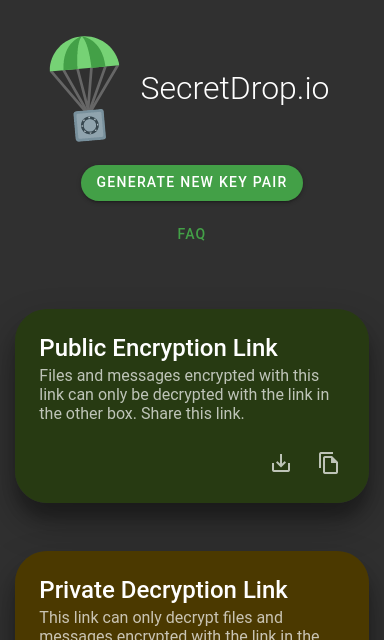 SecretDrop.io
GENERATE NEW KEY PAIR
FAQ
Public Encryption Link
Files and messages encrypted with this
link can only be decrypted with the link in
the other box. Share this link.
Private Decryption Link
This link can only decrypt files and
messages encrypted with the link in the